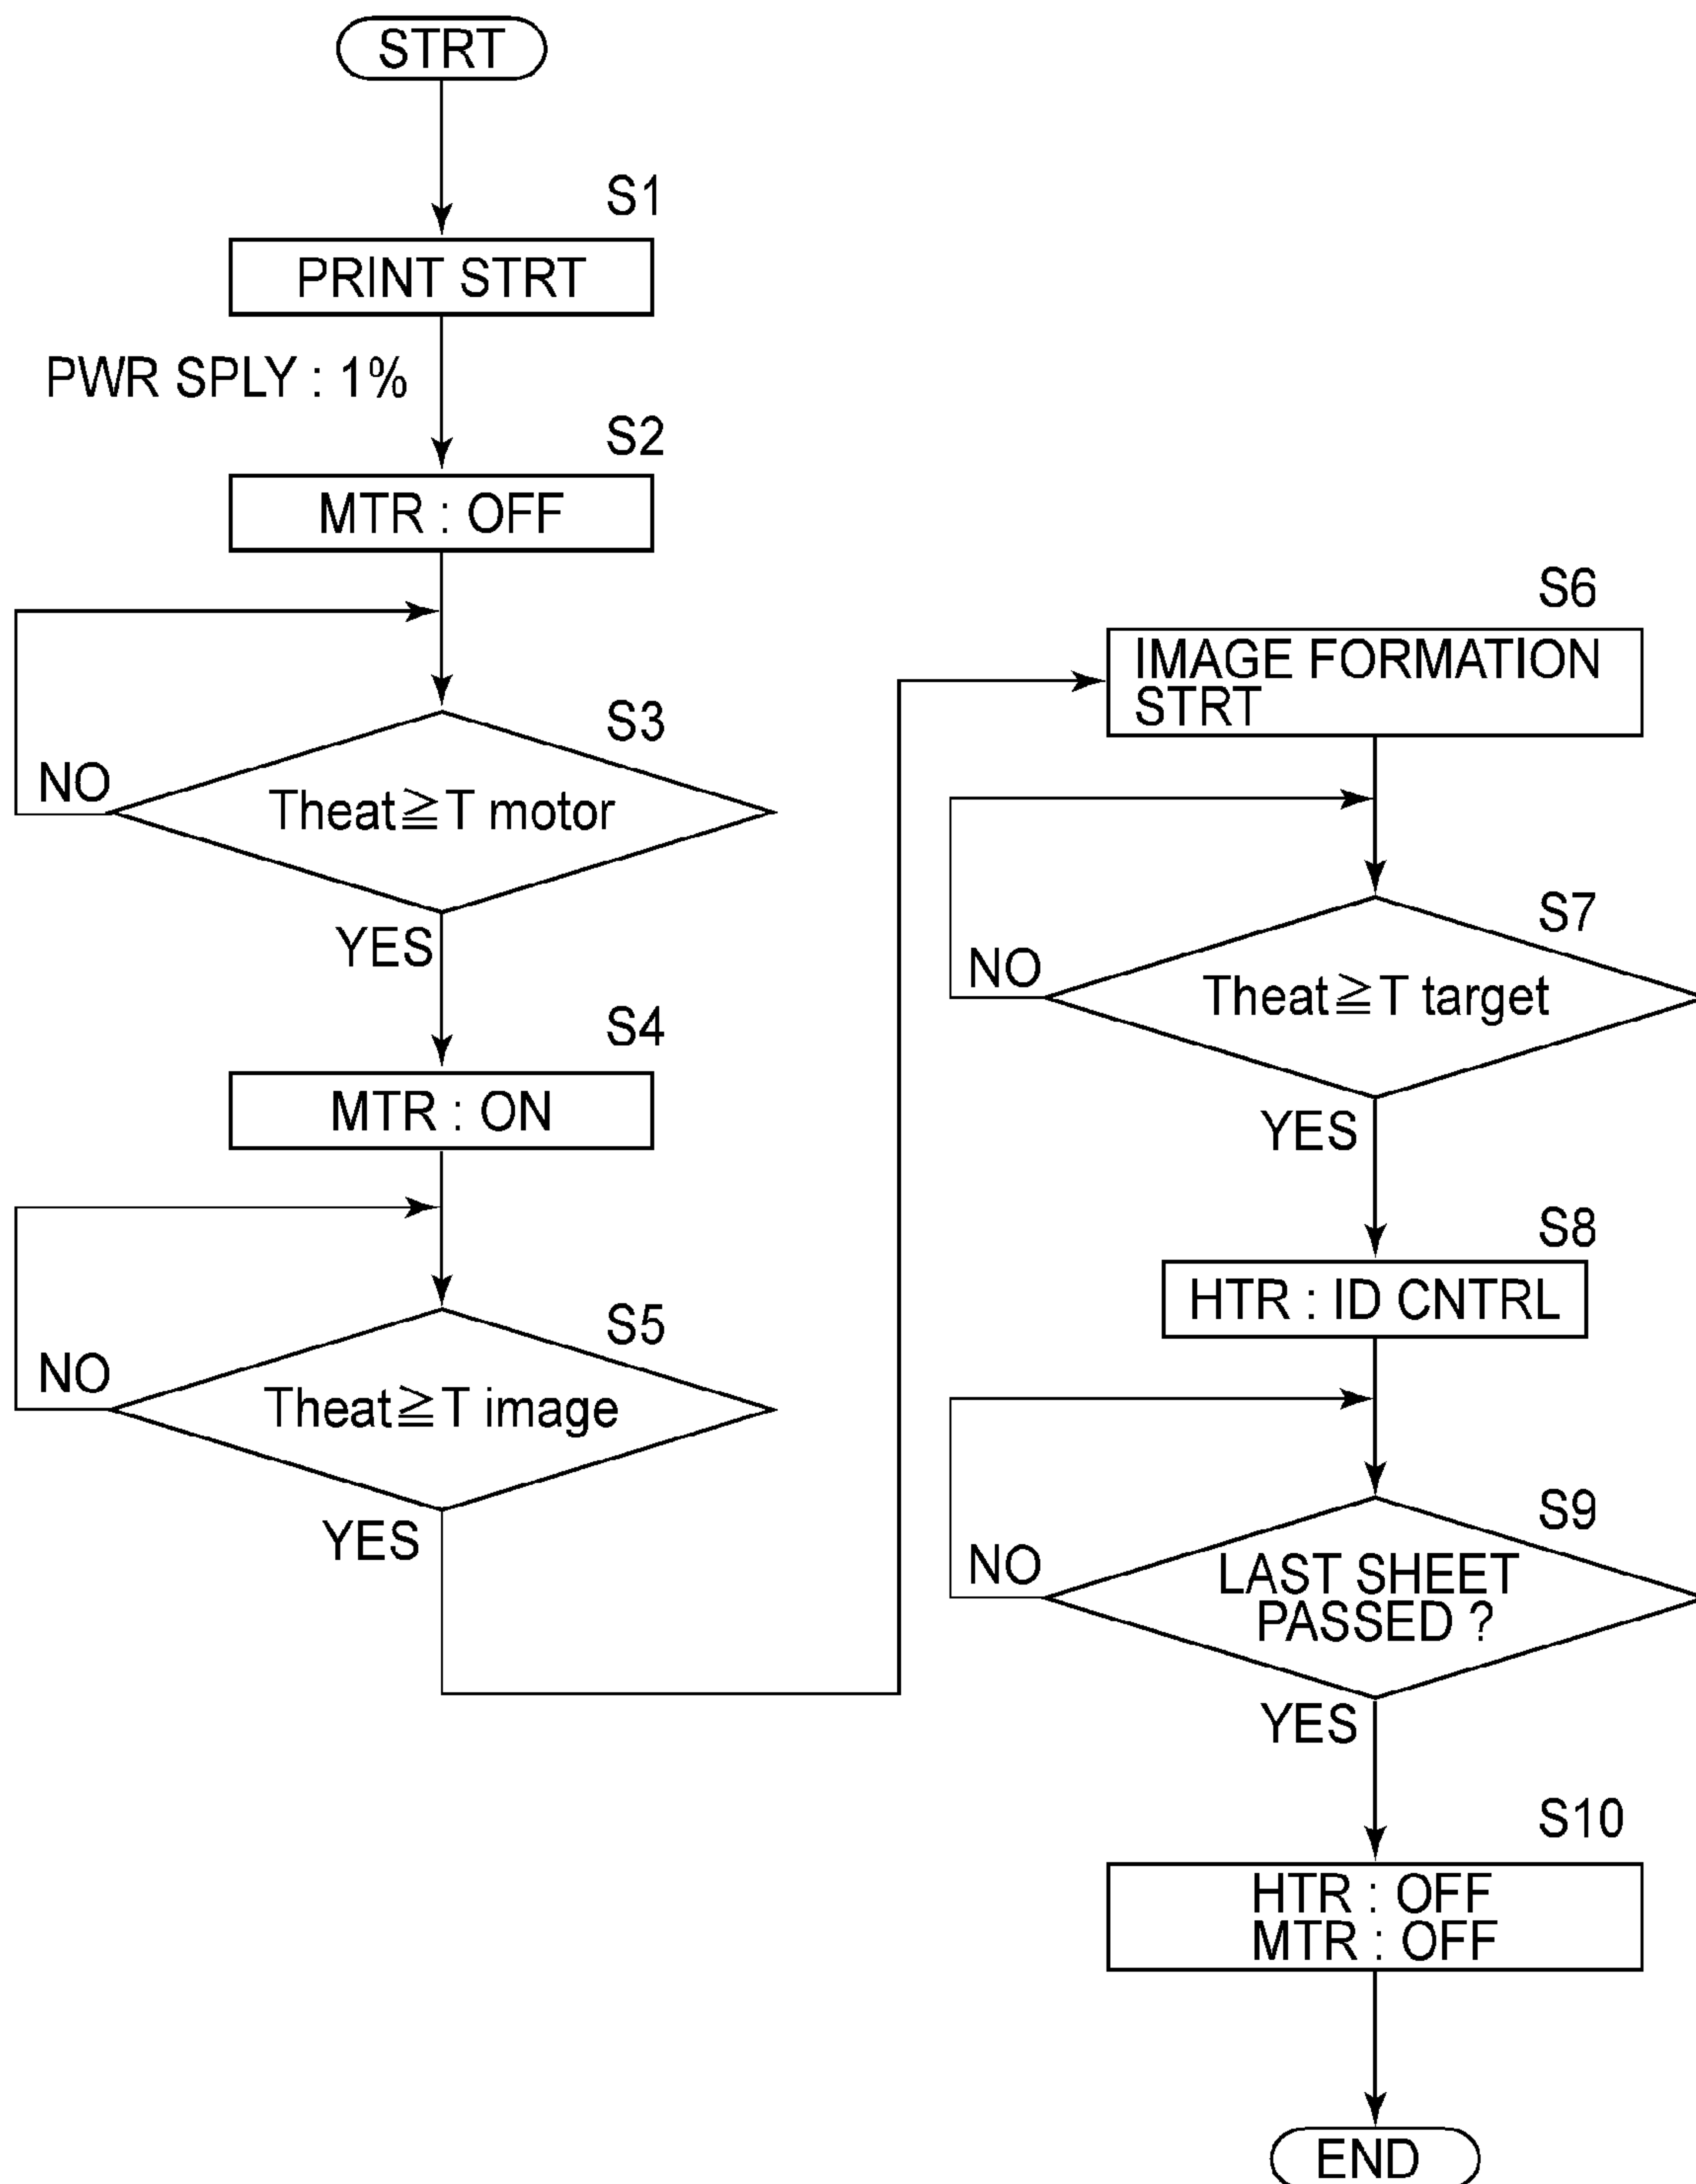 STRT
S1
PRINT STRT
PWR SPLY : 1%
S2
MTR : OFF
S3
NO
Theat≧T motor
YES
S4
MTR : ON
S5
NO
Theat≧T image
YES
S6
IMAGE FORMATION
STRT
S7
NO
Theat≧T target
YES
S8
HTR : ID CNTRL
S9
NO
LAST SHEET
PASSED ?
YES
S10
HTR : OFF
MTR : OFF
END